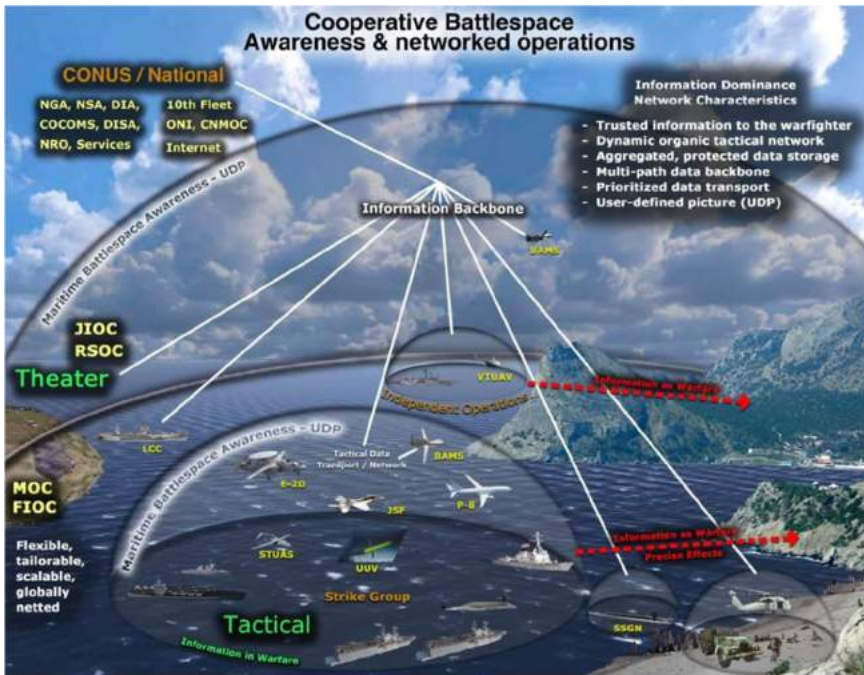 Cooperative Battlespace
Awareness & networked operations
CONUS / National
NGA, NSA, DIA,
COCOMS, DISA,
NRO, Services
10th Fleet
ONI, CNMOC
Internet
Information Dominance
Network Characteristics
- Trusted information to the warfighter
- Dynamic organic tactical network
- Aggregated, protected data storage
- Multi-path data backbone
- Prioritized data transport
- User-defined picture (UDP)
Maritime Battlespace Awareness - UDP
Information Backbone
BAMS
JIOC
RSOC
Theater
VTUAV
Independent Operations
Information as Warfare
LCC
Maritime Battlespace Awareness - UDP
Tactical Data
Transport / Network
BAMS
E-2D
JSF
P-8
MOC
FIOC
Flexible,
tailorable,
scalable,
globally
netted
STUAS
UUV
Information as Warfare
Precise Effects
Strike Group
Tactical
Information in Warfare
SSGN